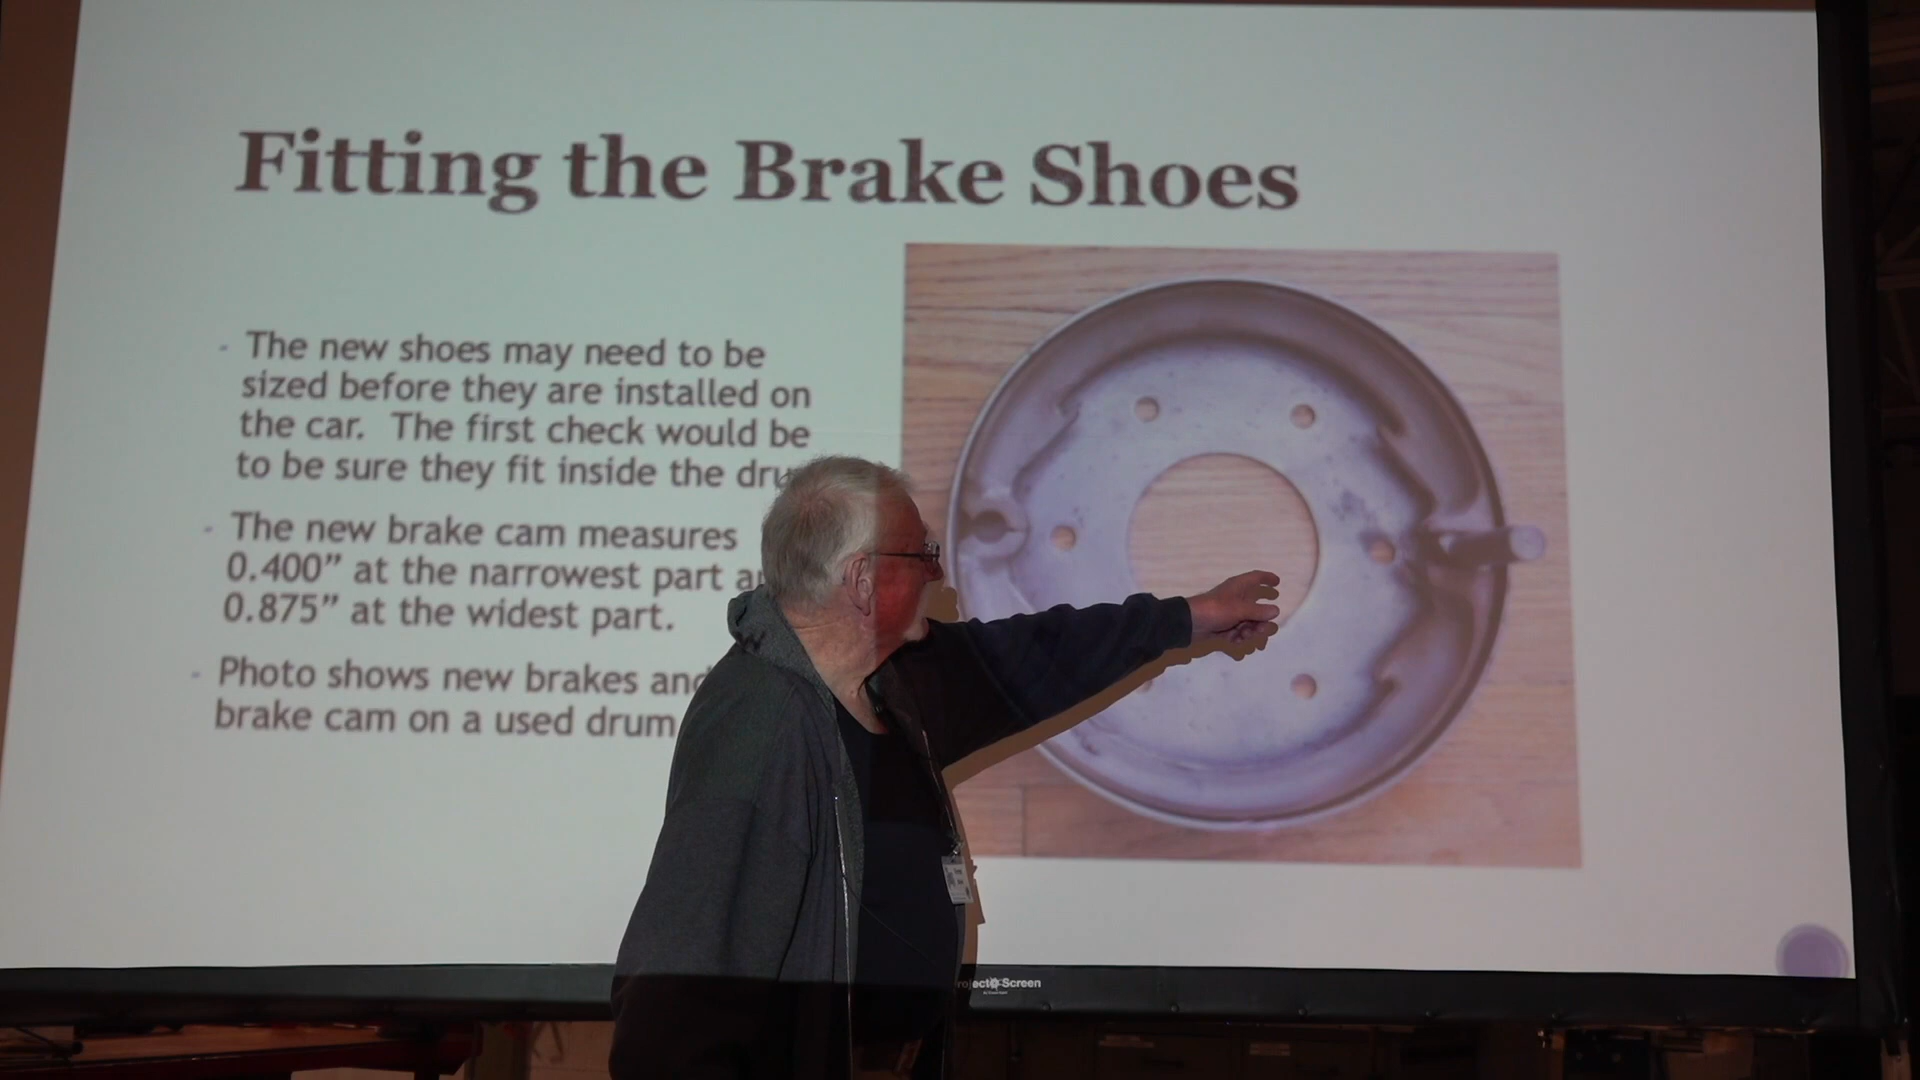 Fitting the Brake Shoes
- The new shoes may need to be
sized before they are installed on
the car. The first check would be
to be sure they fit inside the
- The new brake cam measures
0.400” at the narrowest part
0.875” at the widest part.
- Photo shows new brakes and
brake cam on a used drum
Screen